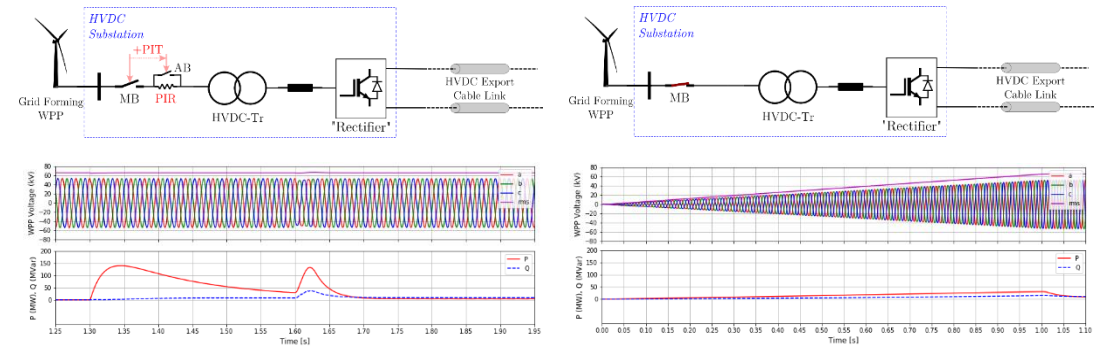 HVDC
Substation
+PIT
AB
MB
PIR
Grid Forming
WPP
HVDC-Tr
"Rectifier"
HVDC Export
Cable Link
HVDC
Substation
MB
Grid Forming
WPP
HVDC-Tr
"Rectifier"
HVDC Export
Cable Link
WPP Voltage (kV)
80
60
40
20
0
−20
−40
−60
−80
a
b
c
rms
P (MW), Q (MVar)
200
150
100
50
0
P
Q
1.25 1.30 1.35 1.40 1.45 1.50 1.55 1.60 1.65 1.70 1.75 1.80 1.85 1.90 1.95
Time [s]
WPP Voltage (kV)
80
60
40
20
0
−20
−40
−60
−80
a
b
c
rms
P (MW), Q (MVar)
200
150
100
50
0
P
Q
0.00 0.05 0.10 0.15 0.20 0.25 0.30 0.35 0.40 0.45 0.50 0.55 0.60 0.65 0.70 0.75 0.80 0.85 0.90 0.95 1.00 1.05 1.10
Time [s]